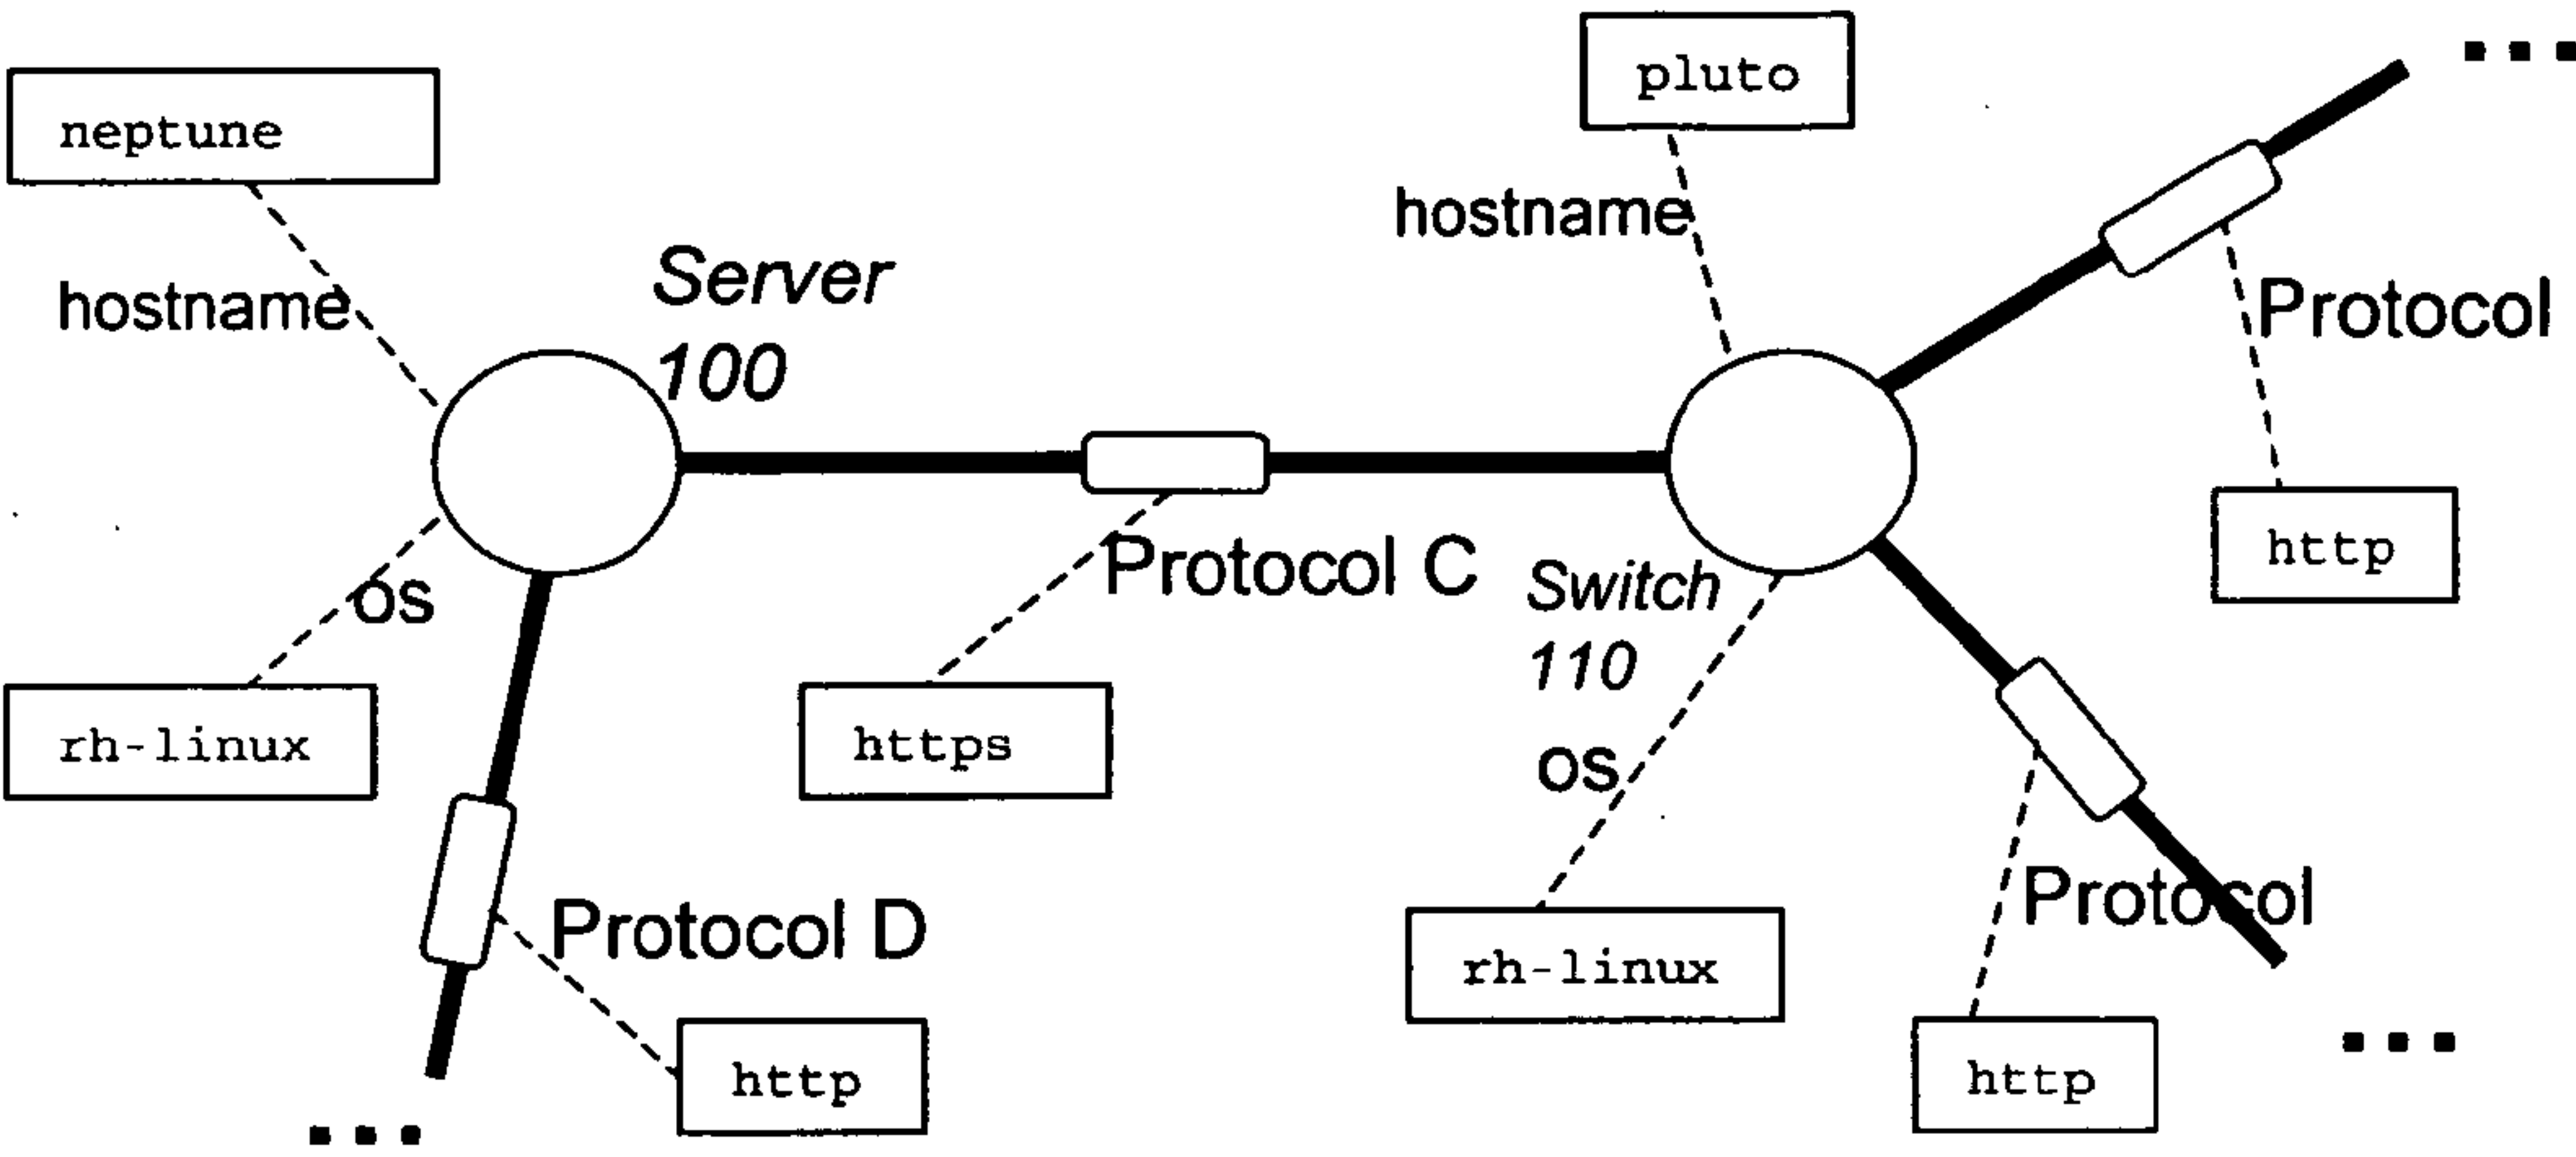 pluto
neptune
hostname
Server
100
hostname
Protocol
http
Protocol C
Switch
110
os
rh-linux
https
os
rh-linux
Protocol
Protocol D
http
http